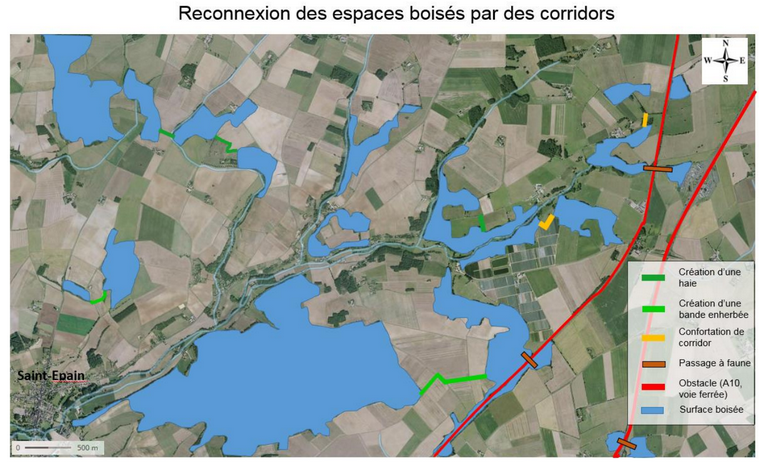 Reconnexion des espaces boisés par des corridors
N
W E
S
Création d'une
haie
Création d'une
bande enherbée
Confortation de
corridor
Passage à faune
Obstacle (A10,
voie ferrée)
Surface boisée
Saint-Epain
0 500 m